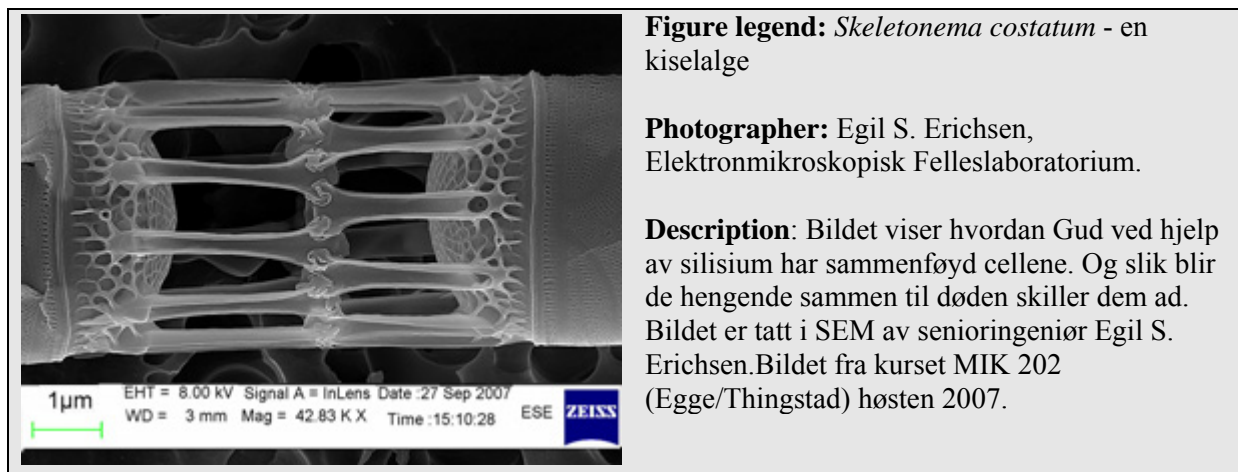 Figure legend: Skeletonema costatum - en
kiselalge
Photographer: Egil S. Erichsen,
Elektronmikroskopisk Felleslaboratorium.
Description: Bildet viser hvordan Gud ved hjelp
av silisium har sammenføyd cellene. Og slik blir
de hengende sammen til døden skiller dem ad.
Bildet er tatt i SEM av senioringeniør Egil S.
Erichsen.Bildet fra kurset MIK 202
(Egge/Thingstad) høsten 2007.
1µm
EHT = 8.00 kV Signal A = InLens Date :27 Sep 2007
WD = 3 mm Mag = 42.83 K X Time :15:10:28
ESE
ZEISS